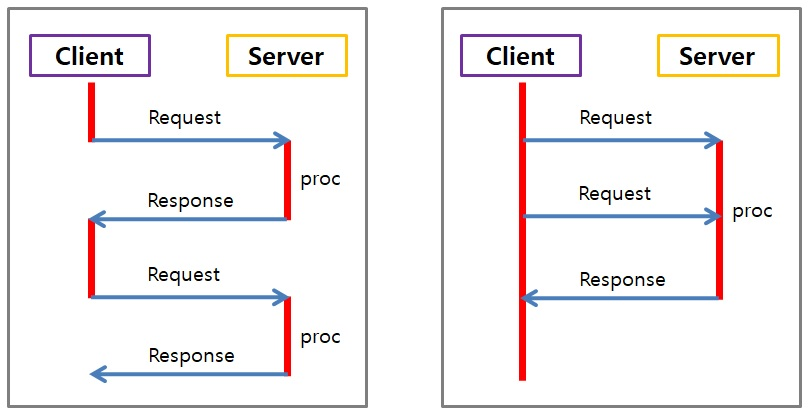 Client
Server
Request
proc
Response
Request
proc
Response
Client
Server
Request
Request
proc
Response